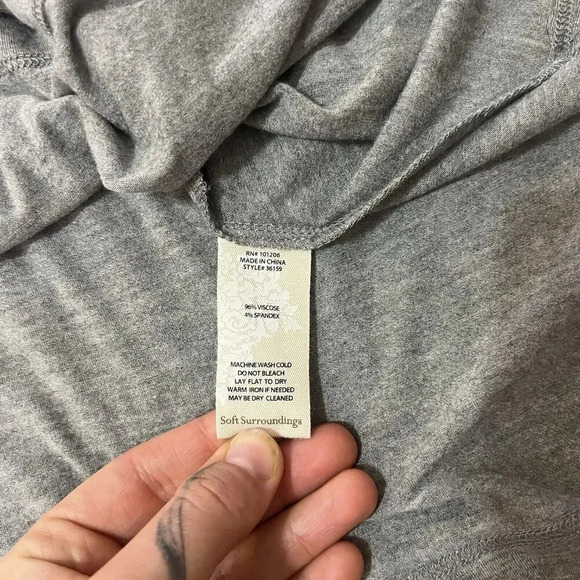 RN# 101206
MADE IN CHINA
STYLE# 36159
96% VISCOSE
4% SPANDEX
MACHINE WASH COLD
DO NOT BLEACH
LAY FLAT TO DRY
WARM IRON IF NEEDED
MAY BE DRY CLEANED
Soft Surroundings